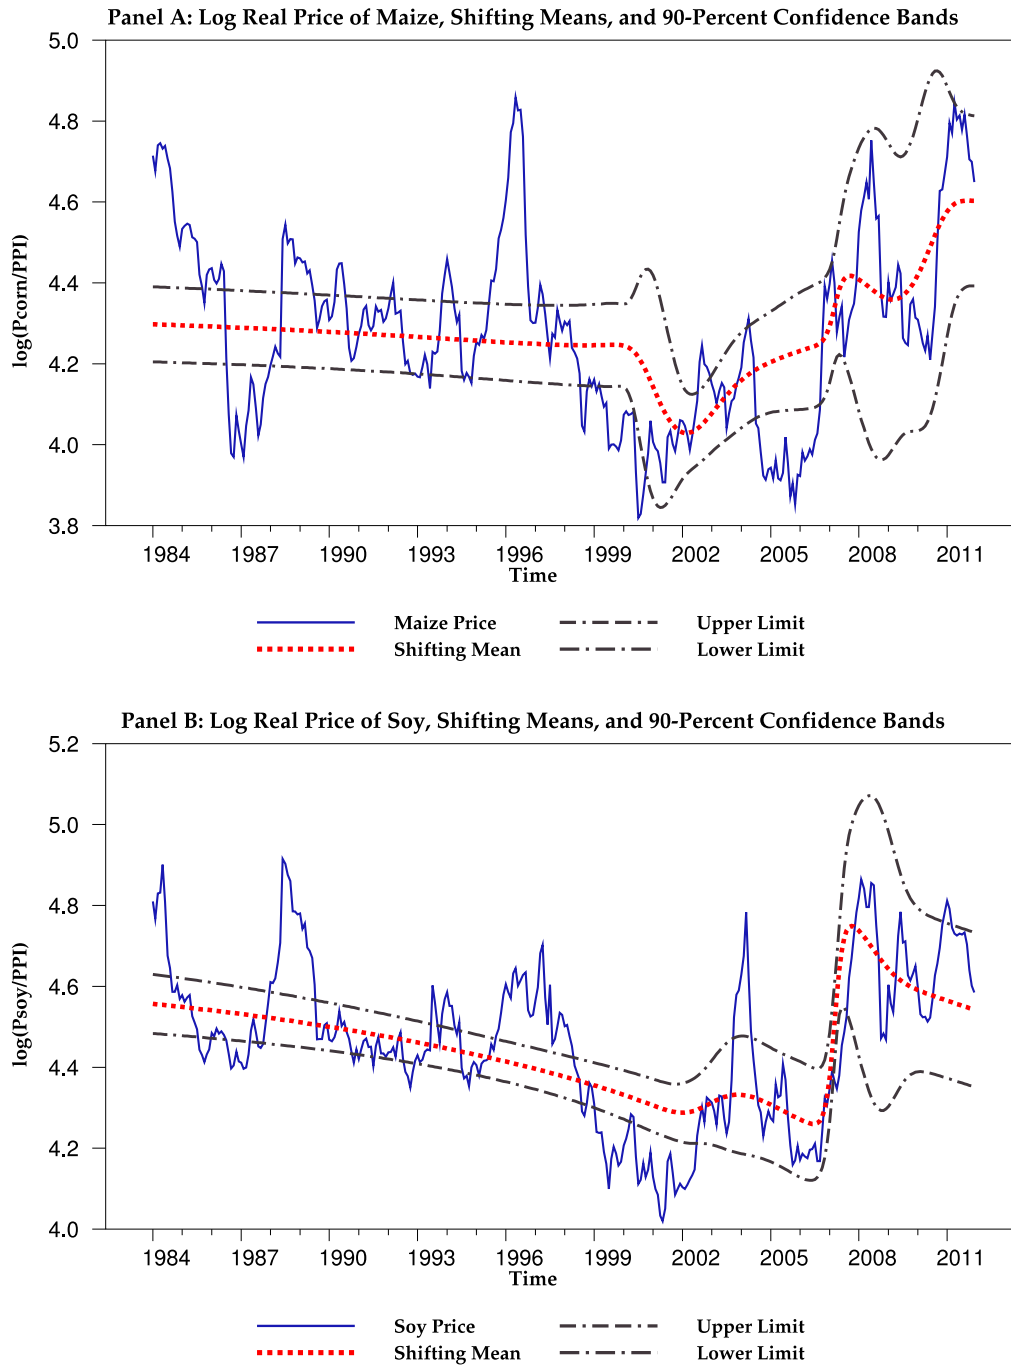 Panel A: Log Real Price of Maize, Shifting Means, and 90-Percent Confidence Bands
log(Pcorn/PPI)
5.0
4.8
4.6
4.4
4.2
4.0
3.8
1984 1987 1990 1993 1996 1999 2002 2005 2008 2011
Time
Maize Price Upper Limit
Shifting Mean Lower Limit
Panel B: Log Real Price of Soy, Shifting Means, and 90-Percent Confidence Bands
log(Psoy/PPI)
5.2
5.0
4.8
4.6
4.4
4.2
4.0
1984 1987 1990 1993 1996 1999 2002 2005 2008 2011
Time
Soy Price Upper Limit
Shifting Mean Lower Limit